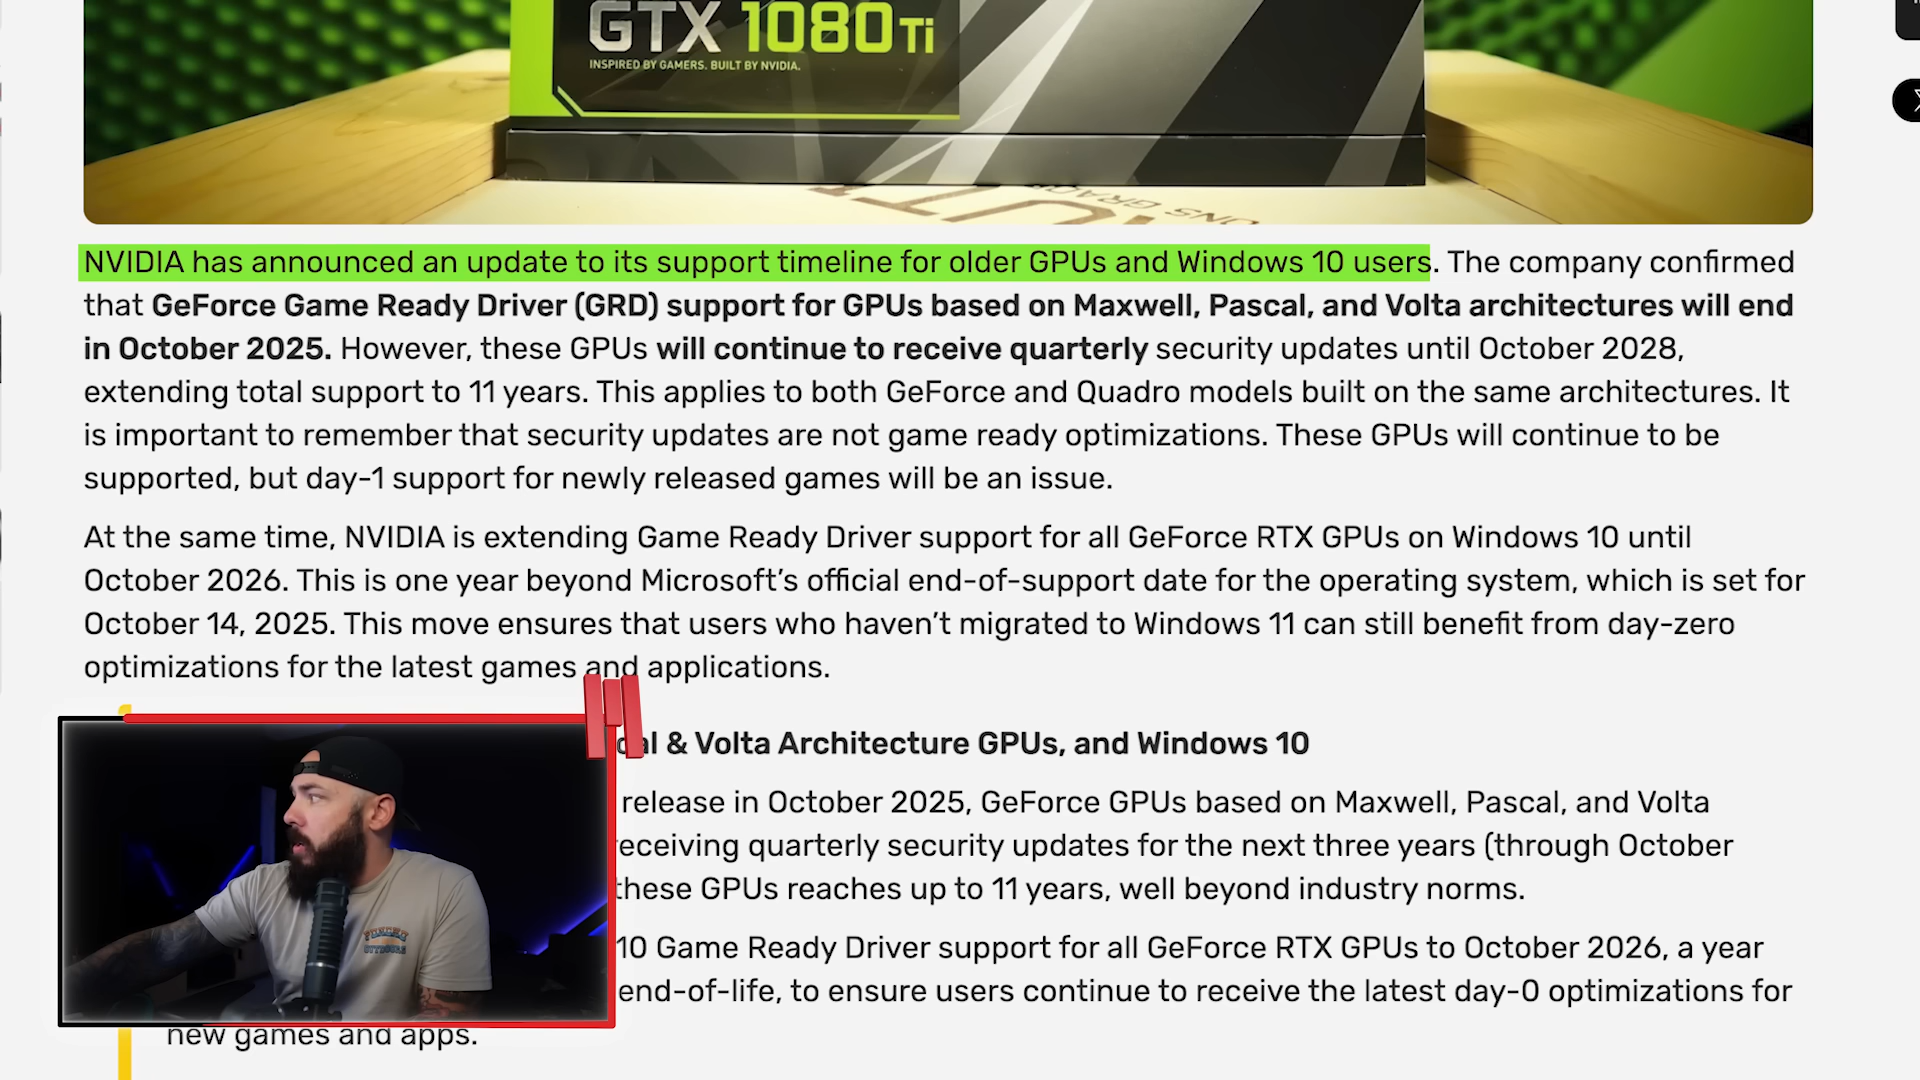 GTX 1080 Ti
INSPIRED BY GAMERS. BUILT BY NVIDIA.
NVIDIA has announced an update to its support timeline for older GPUs and Windows 10 users. The company confirmed
that GeForce Game Ready Driver (GRD) support for GPUs based on Maxwell, Pascal, and Volta architectures will end
in October 2025. However, these GPUs will continue to receive quarterly security updates until October 2028,
extending total support to 11 years. This applies to both GeForce and Quadro models built on the same architectures. It
is important to remember that security updates are not game ready optimizations. These GPUs will continue to be
supported, but day-1 support for newly released games will be an issue.
At the same time, NVIDIA is extending Game Ready Driver support for all GeForce RTX GPUs on Windows 10 until
October 2026. This is one year beyond Microsoft's official end-of-support date for the operating system, which is set for
October 14, 2025. This move ensures that users who haven't migrated to Windows 11 can still benefit from day-zero
optimizations for the latest games and applications.
& Volta Architecture GPUs, and Windows 10
release in October 2025, GeForce GPUs based on Maxwell, Pascal, and Volta
receiving quarterly security updates for the next three years (through October
these GPUs reaches up to 11 years, well beyond industry norms.
10 Game Ready Driver support for all GeForce RTX GPUs to October 2026, a year
end-of-life, to ensure users continue to receive the latest day-0 optimizations for
new games and apps.